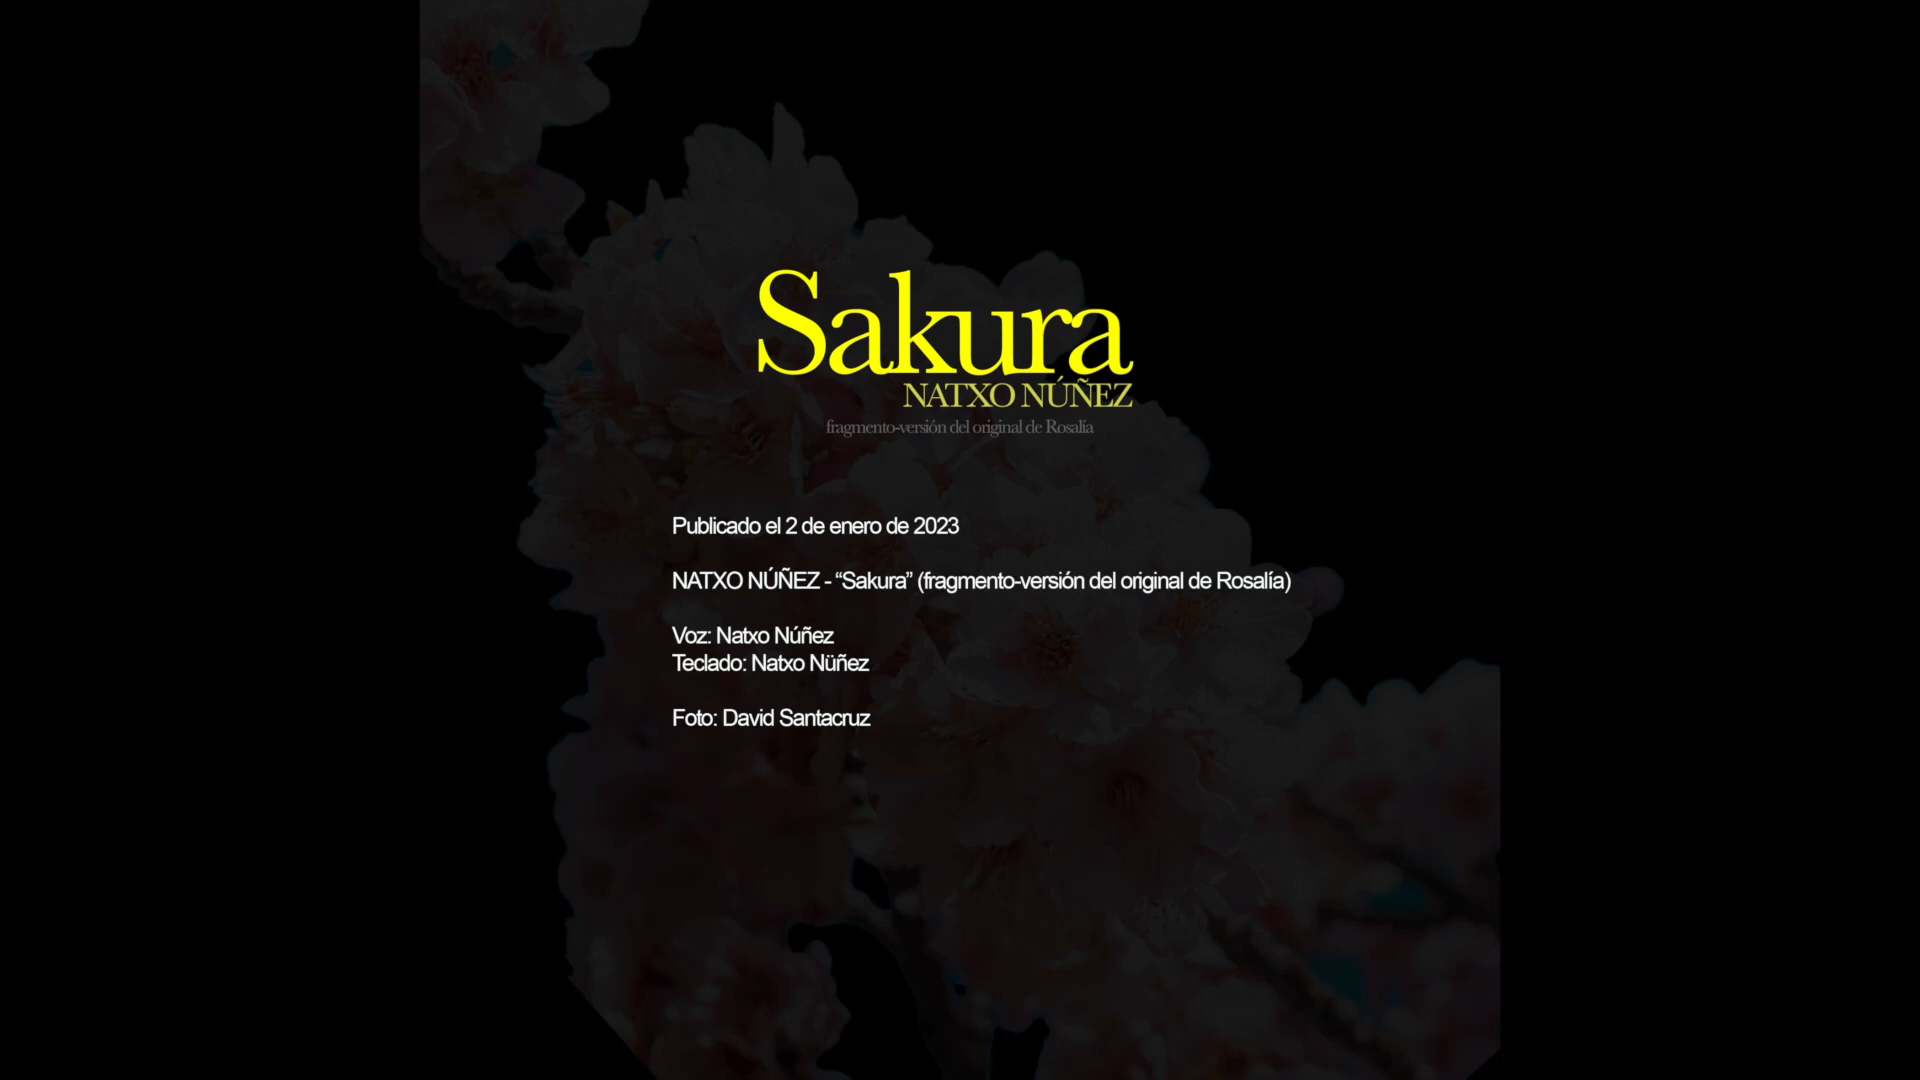 Sakura
NATXO NÚÑEZ
fragmento-versión del original de Rosalía
Publicado el 2 de enero de 2023
NATXO NÚÑEZ - “Sakura” (fragmento-versión del original de Rosalía)
Voz: Natxo Núñez
Teclado: Natxo Nüñez
Foto: David Santacruz